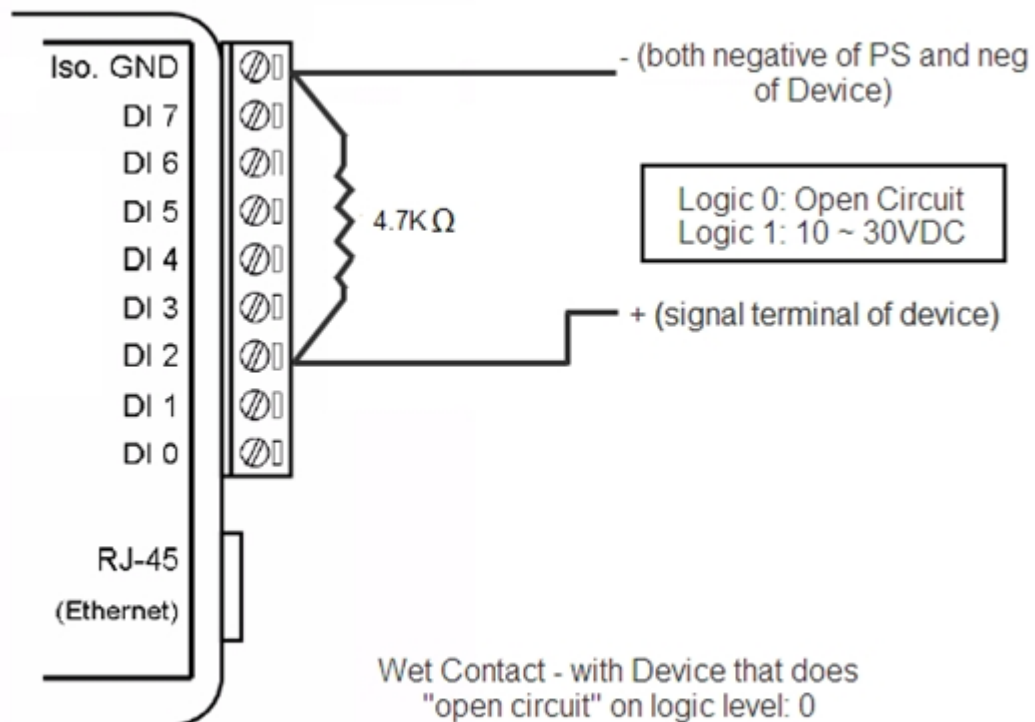 Iso. GND
DI 7
DI 6
DI 5
DI 4
DI 3
DI 2
DI 1
DI 0
RJ-45
(Ethernet)
4.7K Ω
- (both negative of PS and neg
of Device)
Logic 0: Open Circuit
Logic 1: 10 ~ 30VDC
+ (signal terminal of device)
Wet Contact - with Device that does
"open circuit" on logic level: 0